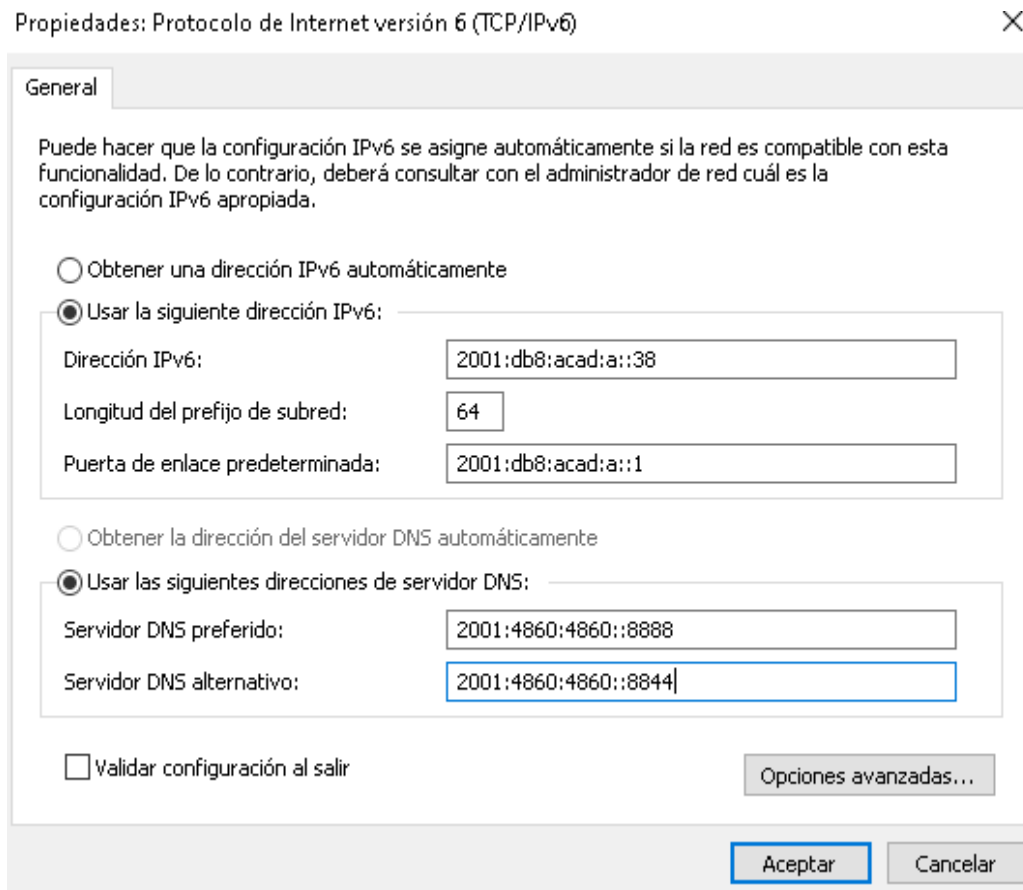 Propiedades: Protocolo de Internet versión 6 (TCP/IPv6)
General
Puede hacer que la configuración IPv6 se asigne automáticamente si la red es compatible con esta
funcionalidad. De lo contrario, deberá consultar con el administrador de red cuál es la
configuración IPv6 apropiada.
Obtener una dirección IPv6 automáticamente
Usar la siguiente dirección IPv6:
Dirección IPv6: 2001:db8:acad:a::38
Longitud del prefijo de subred: 64
Puerta de enlace predeterminada: 2001:db8:acad:a::1
Obtener la dirección del servidor DNS automáticamente
Usar las siguientes direcciones de servidor DNS:
Servidor DNS preferido: 2001:4860:4860::8888
Servidor DNS alternativo: 2001:4860:4860::8844
Validar configuración al salir
Opciones avanzadas...
Aceptar Cancelar